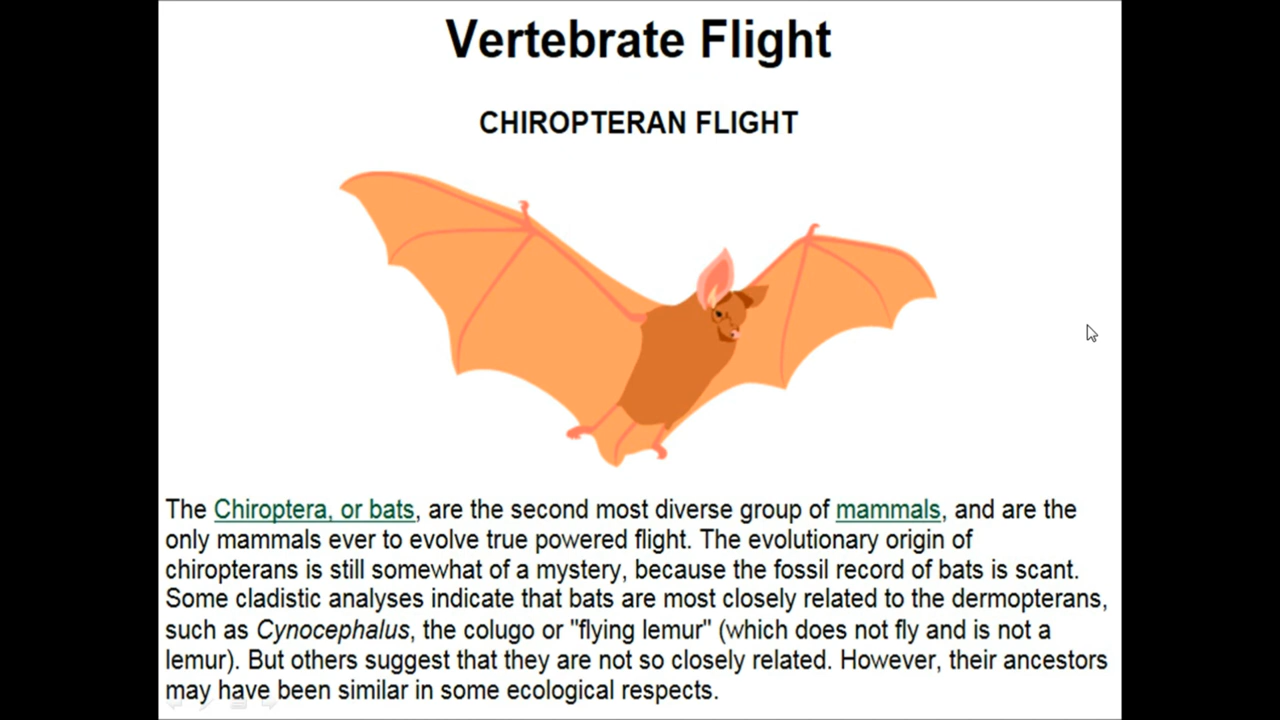 Vertebrate Flight
CHIROPTERAN FLIGHT
The Chiroptera, or bats, are the second most diverse group of mammals, and are the
only mammals ever to evolve true powered flight. The evolutionary origin of
chiropterans is still somewhat of a mystery, because the fossil record of bats is scant.
Some cladistic analyses indicate that bats are most closely related to the dermopterans,
such as Cynocephalus, the colugo or "flying lemur" (which does not fly and is not a
lemur). But others suggest that they are not so closely related. However, their ancestors
may have been similar in some ecological respects.